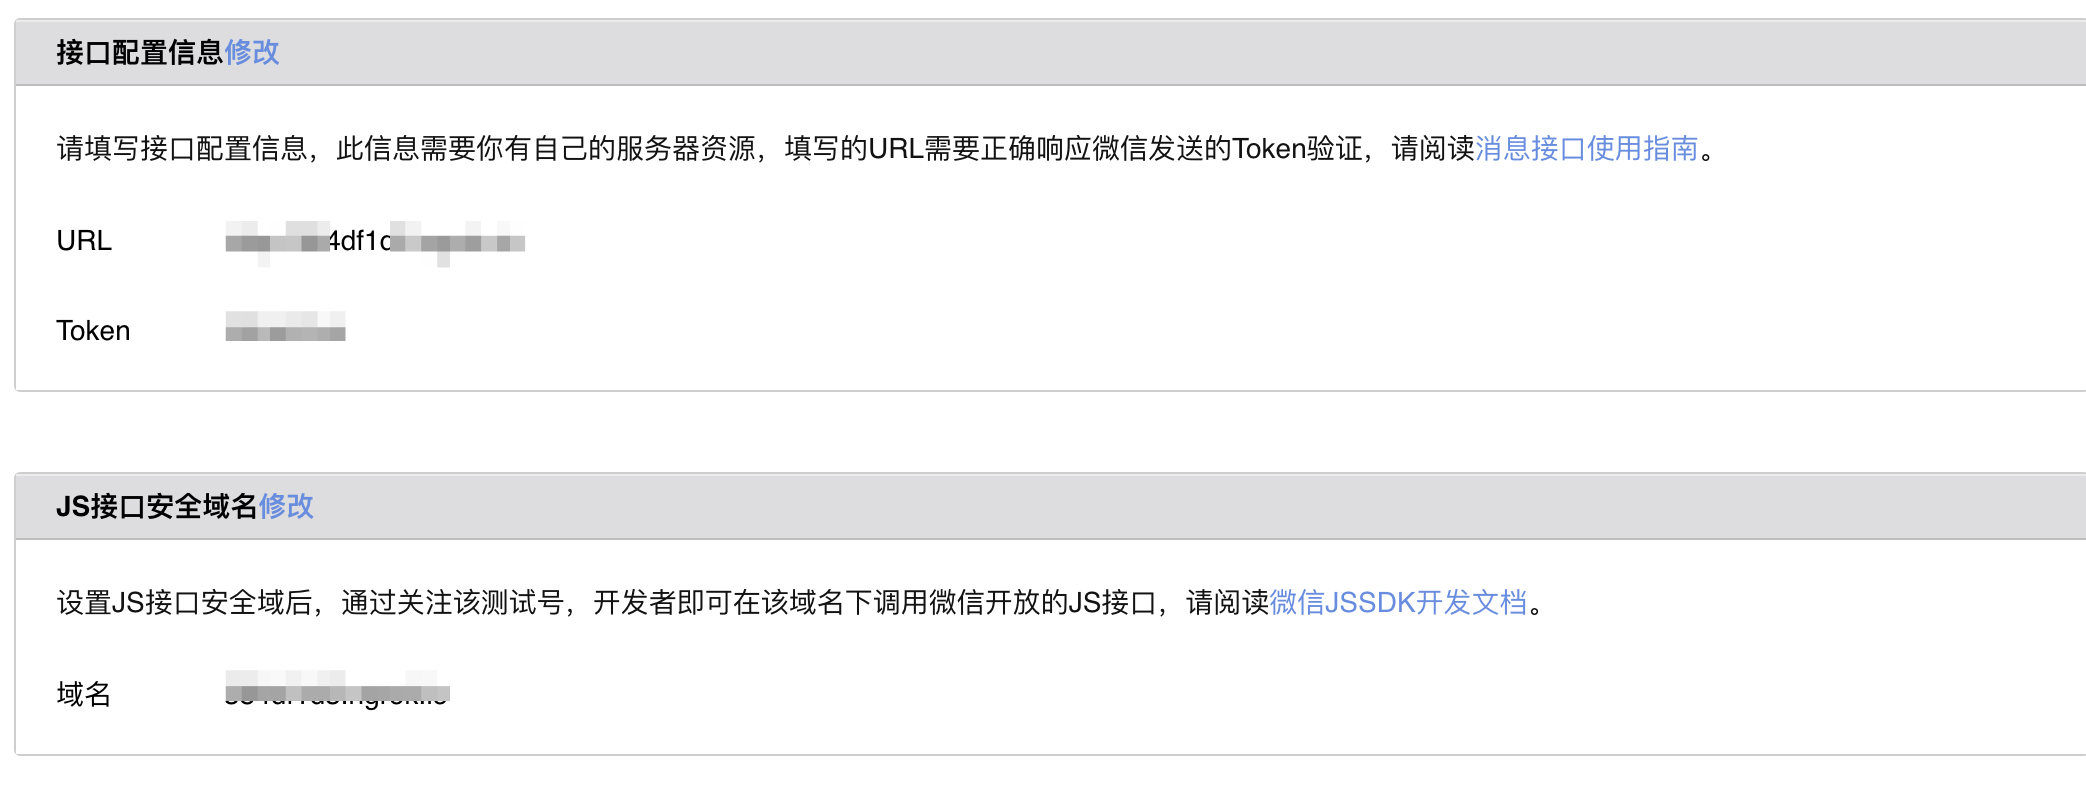 接口配置信息修改
请填写接口配置信息，此信息需要你有自己的服务器资源，填写的URL需要正确响应微信发送的Token验证，请阅读消息接口使用指南。
URL 4df1
Token
JS接口安全域名修改
设置JS接口安全域后，通过关注该测试号，开发者即可在该域名下调用微信开放的JS接口，请阅读微信JSSDK开发文档。
域名